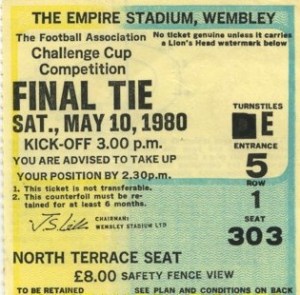 THE EMPIRE STADIUM, WEMBLEY
The Football Association
Challenge Cup
Competition
No ticket genuine unless it carries
a Lion's Head watermark below
FINAL TIE
SAT., MAY 10, 1980
KICK-OFF 3.00 p.m.
YOU ARE ADVISED TO TAKE UP
YOUR POSITION BY 2.30p.m.
1. This ticket is not transferable.
2. This counterfoil must be re-
tained for at least 6 months.
CHAIRMAN:
WEMBLEY STADIUM LTD
TURNSTILES
E
ENTRANCE
5
ROW
1
SEAT
303
NORTH TERRACE SEAT
£8.00 SAFETY FENCE VIEW
TO BE RETAINED
SEE PLAN AND CONDITIONS ON BACK